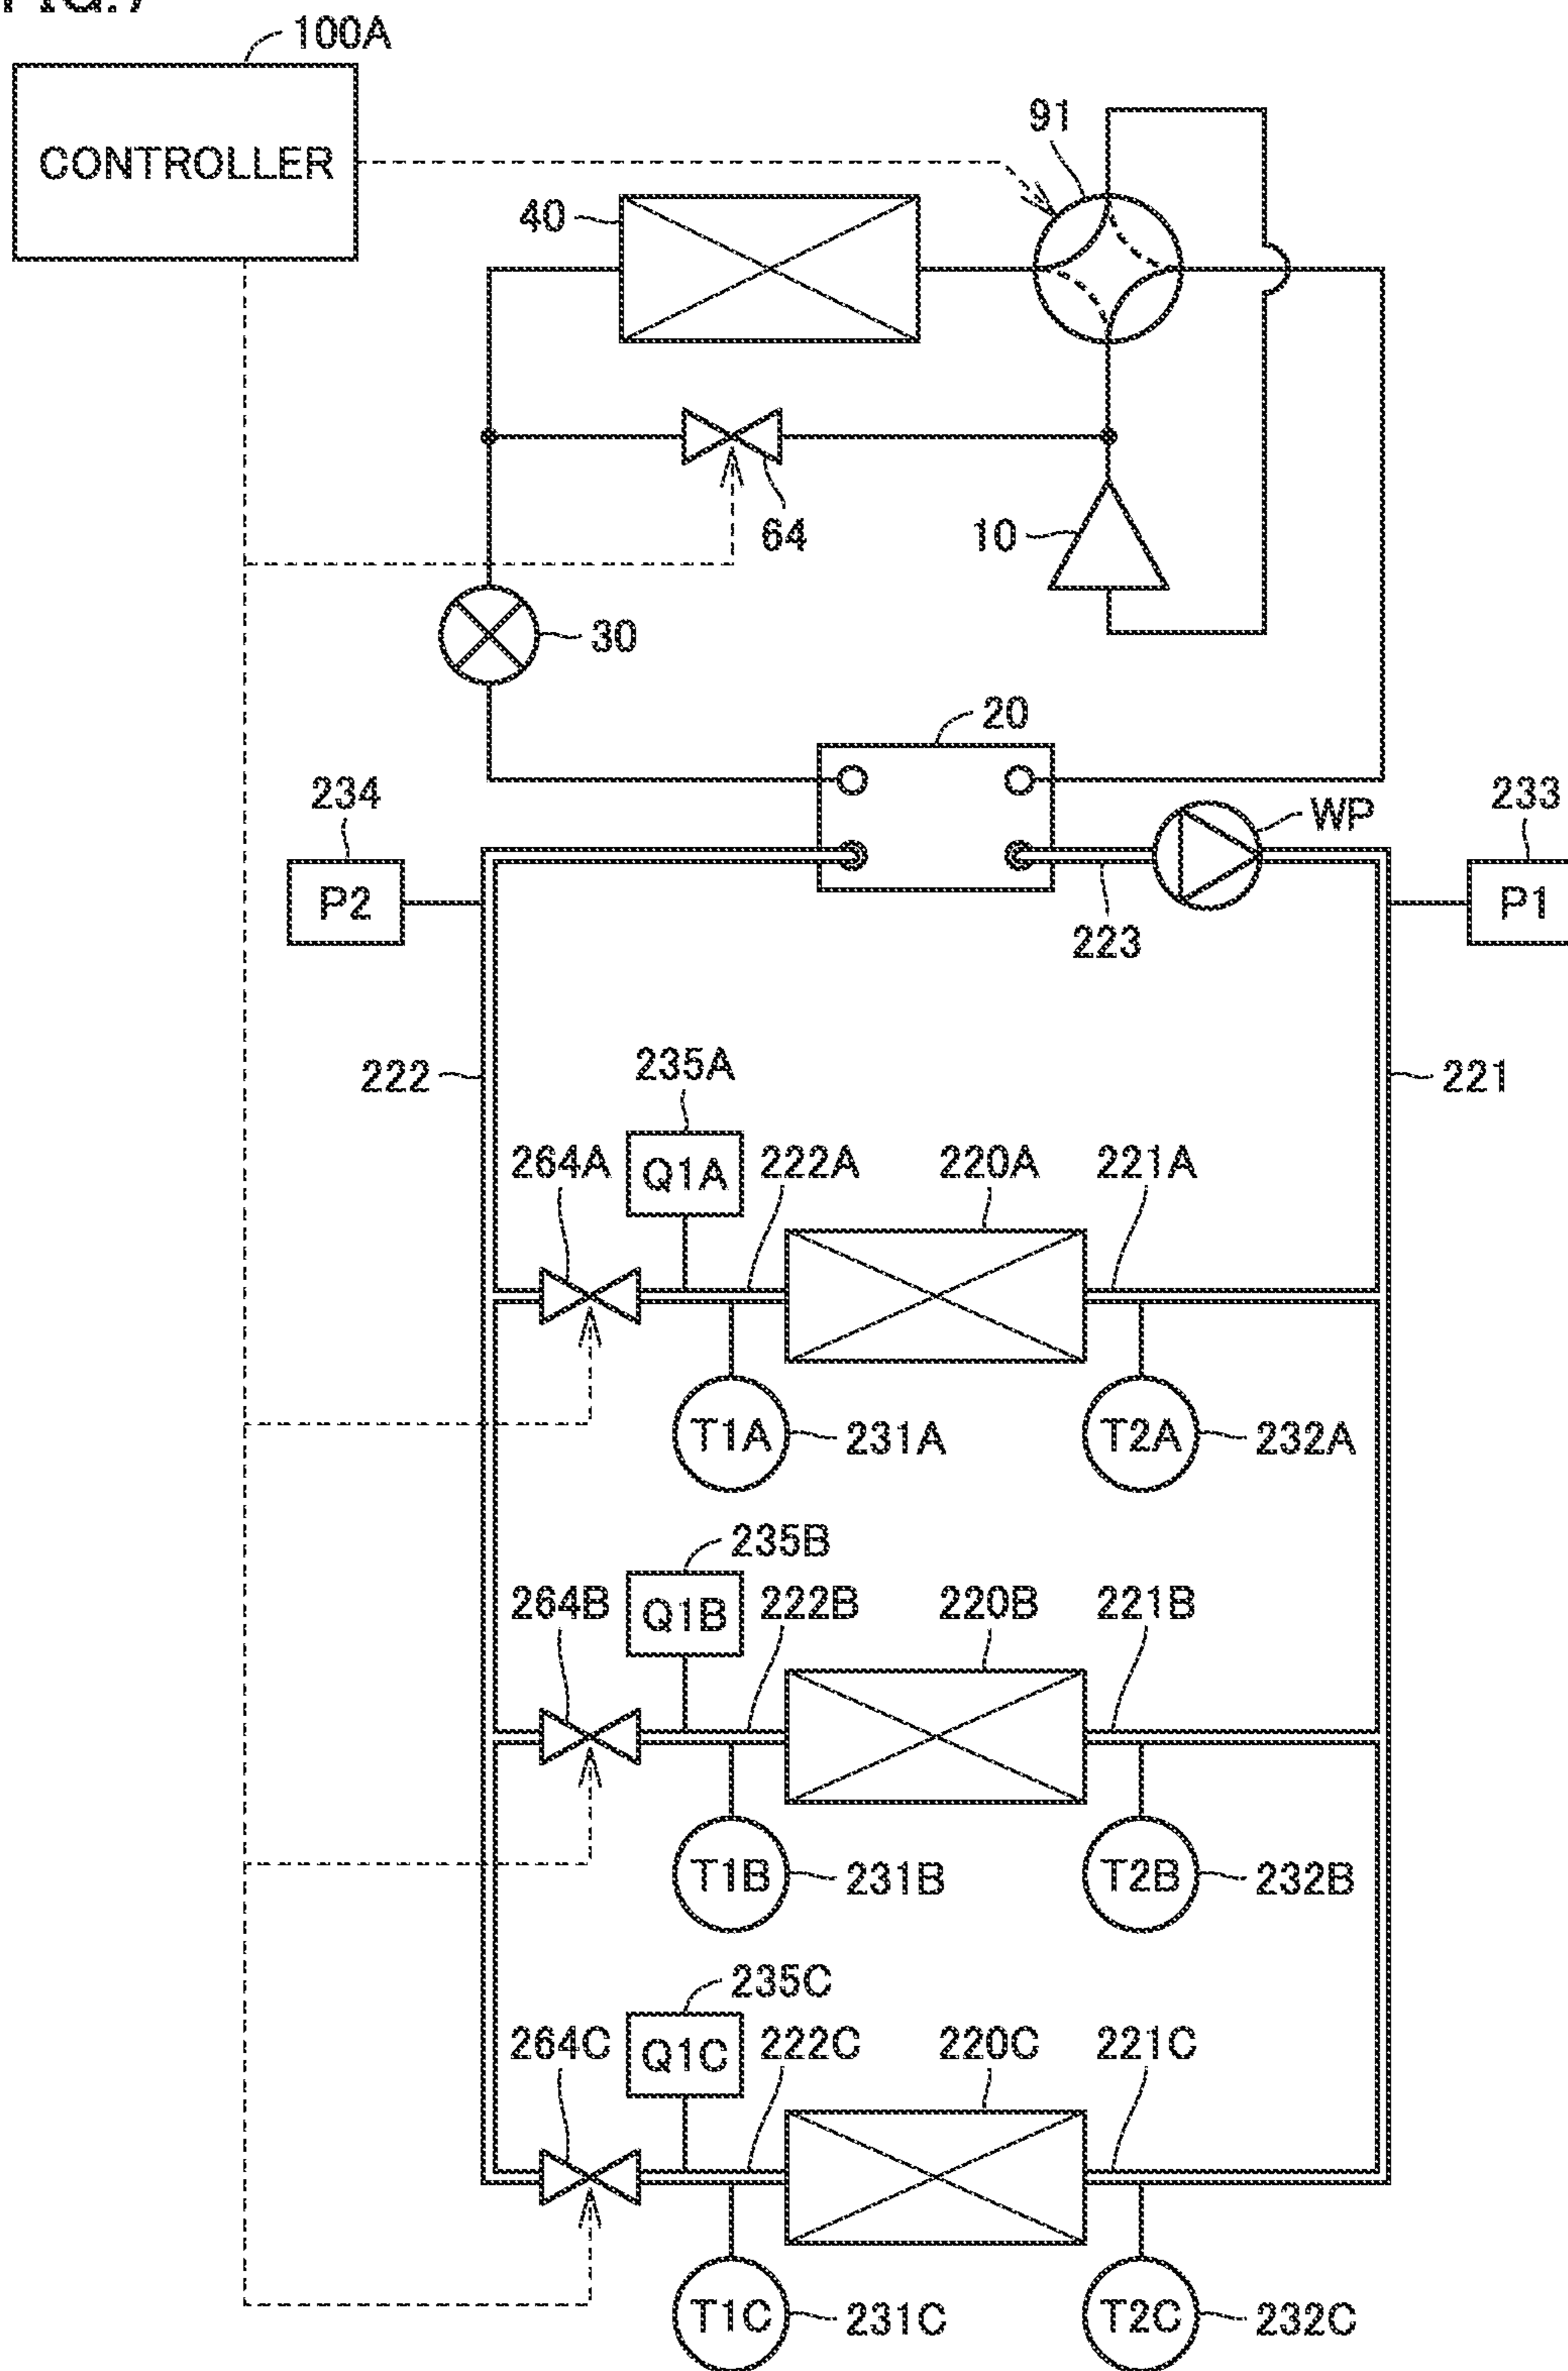 100A
CONTROLLER
91
40
64
10
30
20
234
P2
WP
233
P1
223
222
221
235A
264A
Q1A
222A
220A
221A
T1A
231A
T2A
232A
235B
264B
Q1B
222B
220B
221B
T1B
231B
T2B
232B
235C
264C
Q1C
222C
220C
221C
T1C
231C
T2C
232C